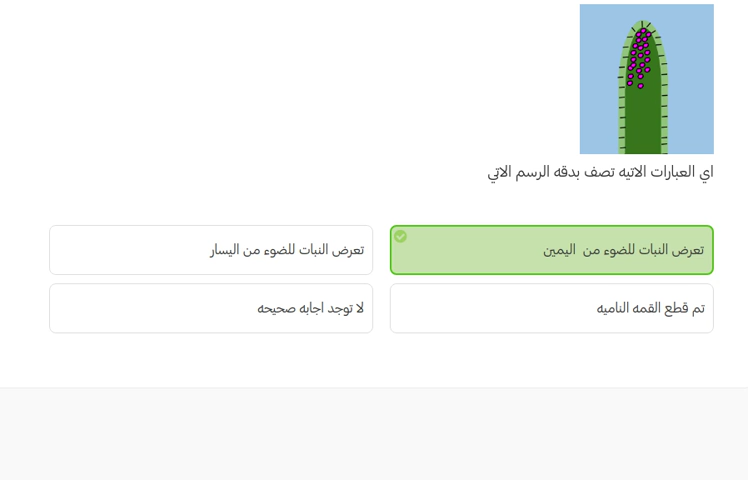 اي العبارات الاتيه تصف بدقه الرسم الاتي
تعرض النبات للضوء من اليمين
تعرض النبات للضوء من اليسار
تم قطع القمه الناميه
لا توجد اجابه صحيحه